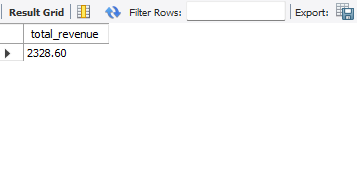 Result Grid Filter Rows: Export:
total_revenue
2328.60